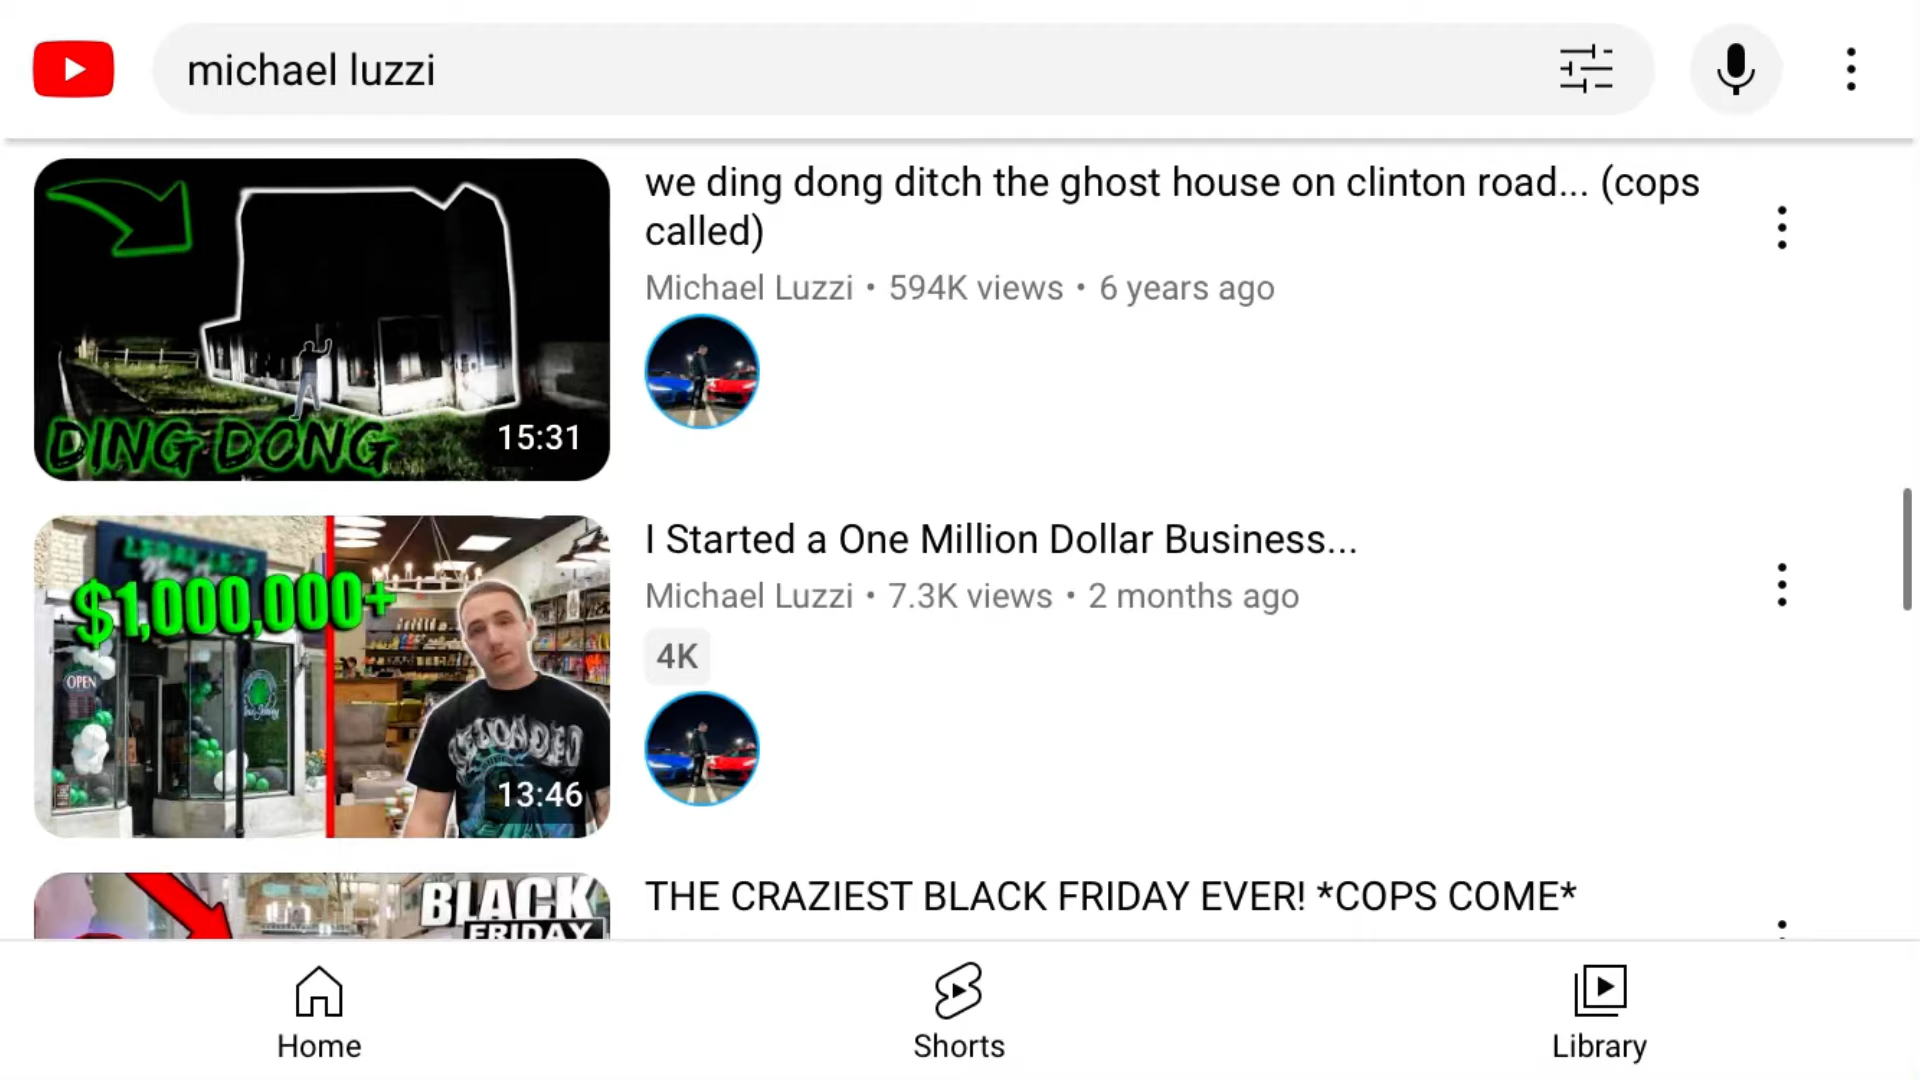 michael luzzi
we ding dong ditch the ghost house on clinton road... (cops
called)
Michael Luzzi • 594K views • 6 years ago
DING DONG
15:31
I Started a One Million Dollar Business...
Michael Luzzi • 7.3K views • 2 months ago
4K
$1,000,000+
OPEN
RELOADED
13:46
THE CRAZIEST BLACK FRIDAY EVER! *COPS COME*
BLACK
FRIDAY
Home
Shorts
Library